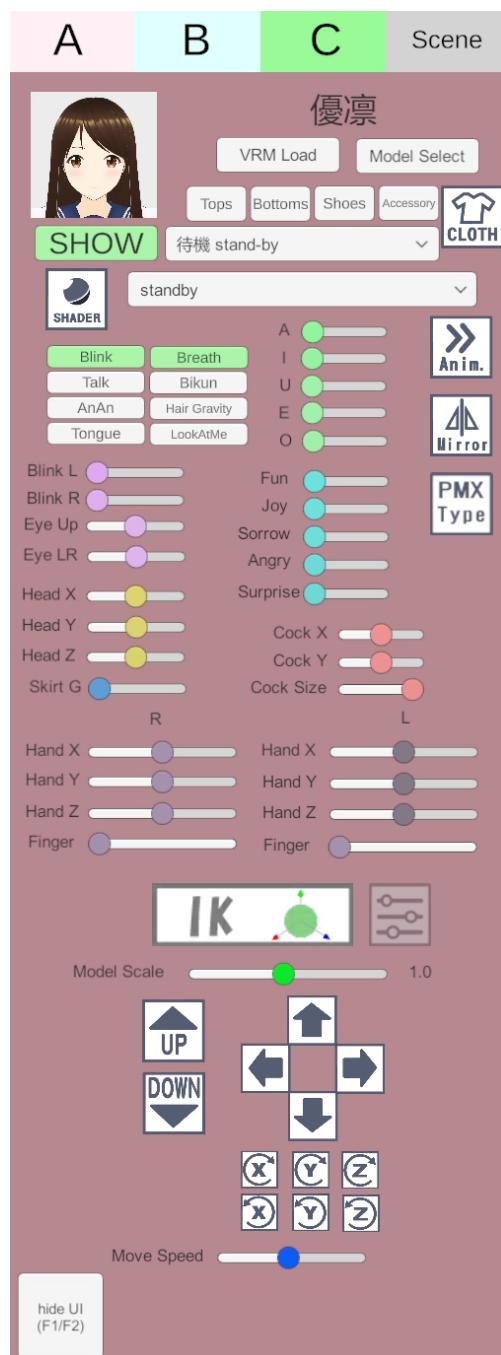 A B C Scene
優凛
VRM Load Model Select
Tops Bottoms Shoes Accessory
CLOTH
SHOW 待機 stand-by
SHADER standby
Blink Breath
Talk Bikun
AnAn Hair Gravity
Tongue LookAtMe
A
I
U
E
O
Anim.
Mirror
PMX
Type
Blink L
Blink R
Eye Up
Eye LR
Head X
Head Y
Head Z
Skirt G
Fun
Joy
Sorrow
Angry
Surprise
Cock X
Cock Y
Cock Size
R L
Hand X Hand X
Hand Y Hand Y
Hand Z Hand Z
Finger Finger
IK
Model Scale 1.0
UP
DOWN
X Y Z
X Y Z
Move Speed
hide UI
(F1/F2)